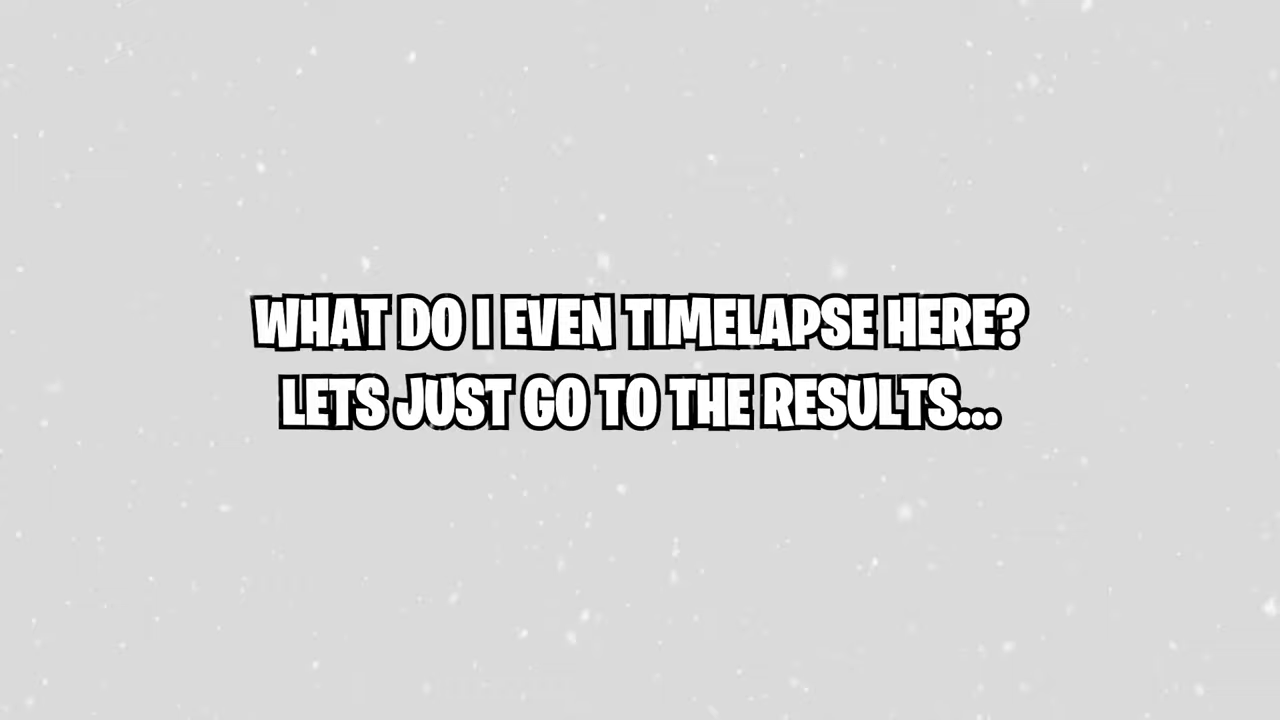 WHAT DO I EVEN TIMELAPSE HERE?
LETS JUST GO TO THE RESULTS...